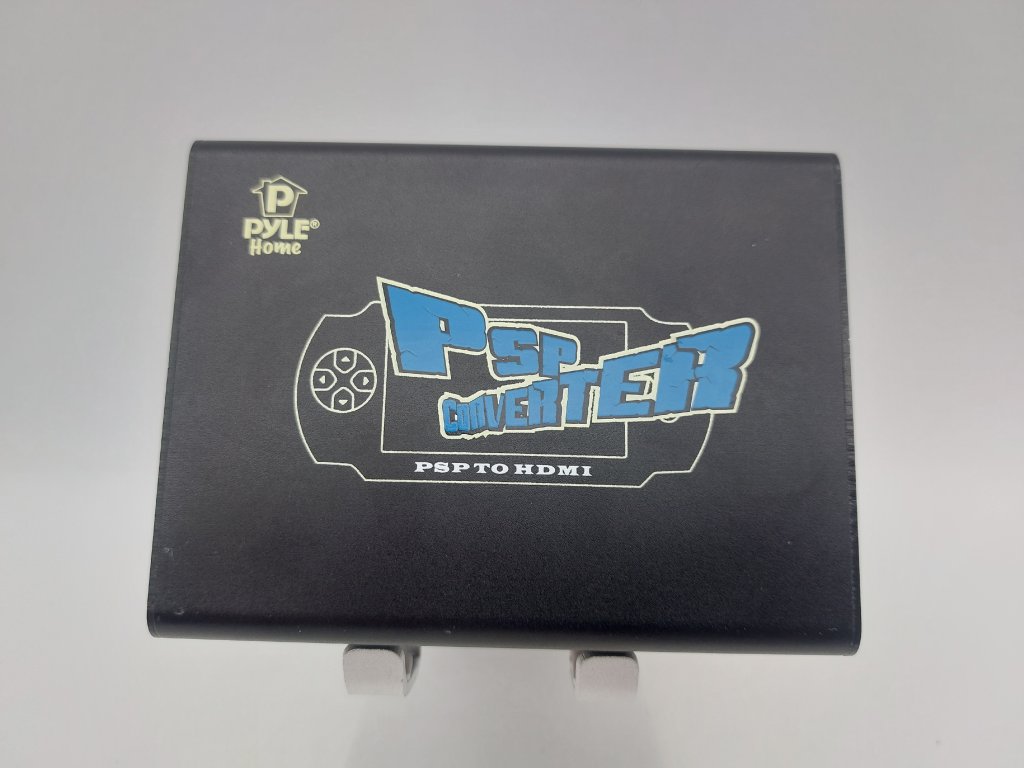 P
PYLE®
Home
PSP
CONVERTER
PSP TO HDMI